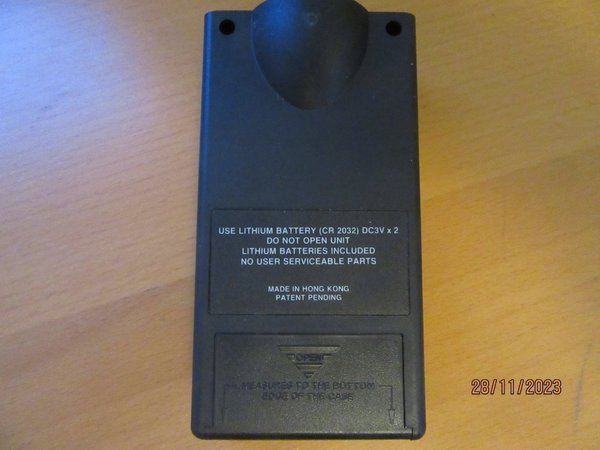 USE LITHIUM BATTERY (CR 2032) DC3V x 2
DO NOT OPEN UNIT
LITHIUM BATTERIES INCLUDED
NO USER SERVICEABLE PARTS
MADE IN HONG KONG
PATENT PENDING
OPEN
MEASURES TO THE BOTTOM
EDGE OF THE CASE
28/11/2023